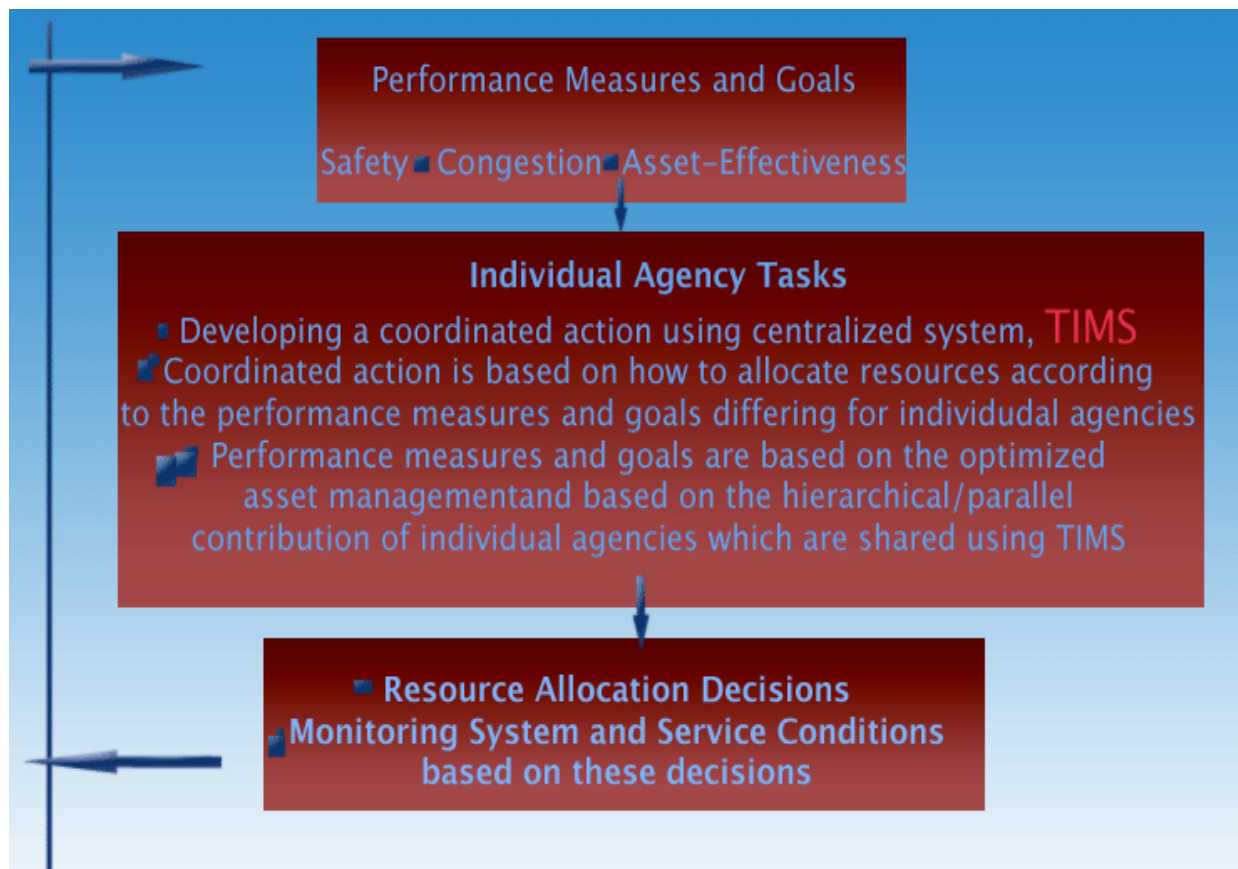 Performance Measures and Goals
Safety Congestion Asset-Effectiveness
Individual Agency Tasks
Developing a coordinated action using centralized system, TIMS
Coordinated action is based on how to allocate resources according
to the performance measures and goals differing for individudal agencies
Performance measures and goals are based on the optimized
asset managementand based on the hierarchical/parallel
contribution of individual agencies which are shared using TIMS
Resource Allocation Decisions
Monitoring System and Service Conditions
based on these decisions